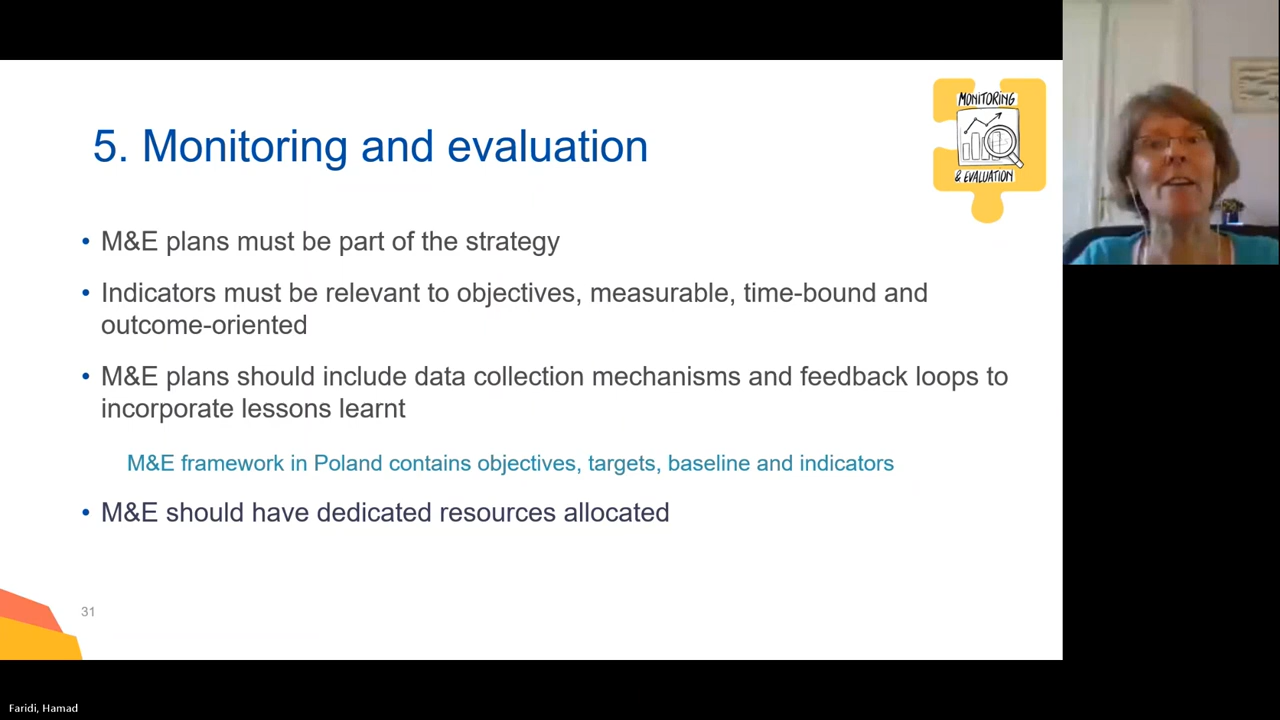 MONITORING
& EVALUATION
5. Monitoring and evaluation
• M&E plans must be part of the strategy
• Indicators must be relevant to objectives, measurable, time-bound and
outcome-oriented
• M&E plans should include data collection mechanisms and feedback loops to
incorporate lessons learnt
M&E framework in Poland contains objectives, targets, baseline and indicators
• M&E should have dedicated resources allocated
31
Faridi, Hamad